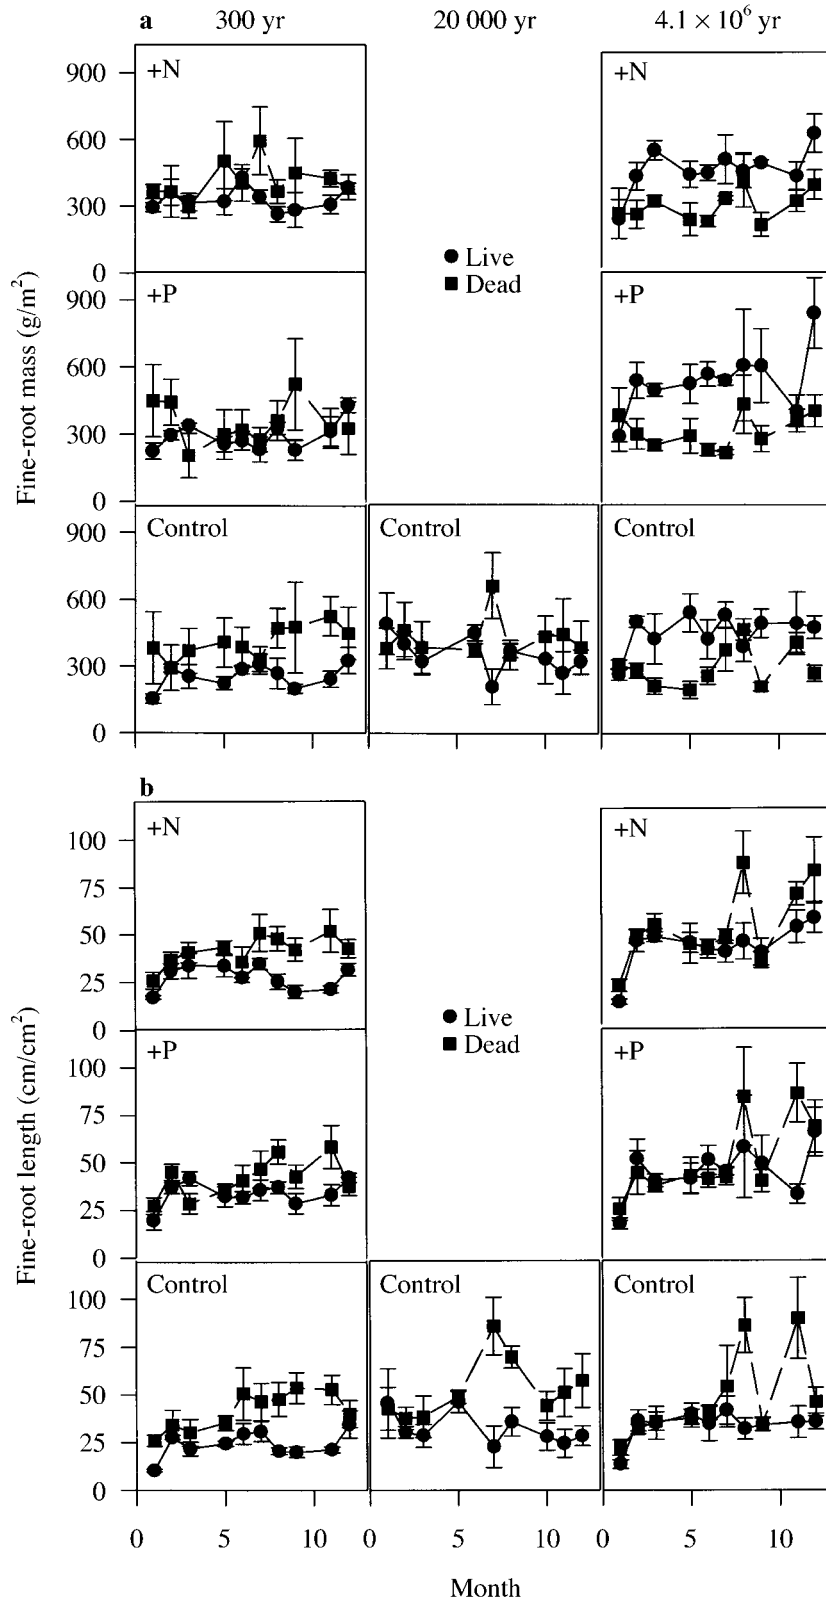 a 300 yr 20 000 yr 4.1 × 10⁶ yr
+N +N
900
600
300
0
Live
Dead
+P +P
900
600
300
0
Fine-root mass (g/m²)
Control Control Control
900
600
300
0
b
+N +N
100
75
50
25
0
Live
Dead
+P +P
100
75
50
25
0
Fine-root length (cm/cm²)
Control Control Control
100
75
50
25
0
0 5 10 0 5 10 0 5 10
Month